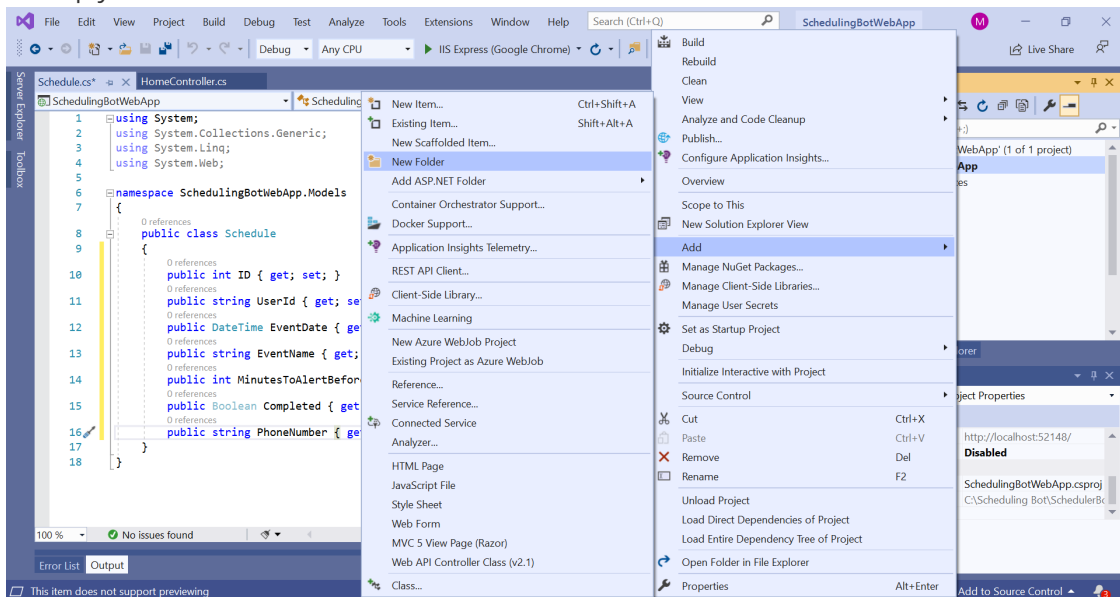 File Edit View Project Build Debug Test Analyze Tools Extensions Window Help Search (Ctrl+Q) SchedulingBotWebApp M
Debug Any CPU IIS Express (Google Chrome) Live Share
Server Explorer
Toolbox
Schedule.cs* HomeController.cs
SchedulingBotWebApp Scheduling
1 using System;
2 using System.Collections.Generic;
3 using System.Linq;
4 using System.Web;
5
6 namespace SchedulingBotWebApp.Models
7 {
0 references
8 public class Schedule
9 {
0 references
10 public int ID { get; set; }
0 references
11 public string UserId { get; se
0 references
12 public DateTime EventDate { ge
0 references
13 public string EventName { get;
0 references
14 public int MinutesToAlertBefor
0 references
15 public Boolean Completed { get
0 references
16 public string PhoneNumber { ge
17 }
18 }
100 % No issues found
Error List Output
This item does not support previewing
New Item... Ctrl+Shift+A
Existing Item... Shift+Alt+A
New Scaffolded Item...
New Folder
Add ASP.NET Folder
Container Orchestrator Support...
Docker Support...
Application Insights Telemetry...
REST API Client...
Client-Side Library...
Machine Learning
New Azure WebJob Project
Existing Project as Azure WebJob
Reference...
Service Reference...
Connected Service
Analyzer...
HTML Page
JavaScript File
Style Sheet
Web Form
MVC 5 View Page (Razor)
Web API Controller Class (v2.1)
Class...
Build
Rebuild
Clean
View
Analyze and Code Cleanup
Publish...
Configure Application Insights...
Overview
Scope to This
New Solution Explorer View
Add
Manage NuGet Packages...
Manage Client-Side Libraries...
Manage User Secrets
Set as Startup Project
Debug
Initialize Interactive with Project
Source Control
Cut Ctrl+X
Paste Ctrl+V
Remove Del
Rename F2
Unload Project
Load Direct Dependencies of Project
Load Entire Dependency Tree of Project
Open Folder in File Explorer
Properties Alt+Enter
+;)
WebApp' (1 of 1 project)
App
es
orer
ject Properties
http://localhost:52148/
Disabled
SchedulingBotWebApp.csproj
C:\Scheduling Bot\SchedulerBo
Add to Source Control 3